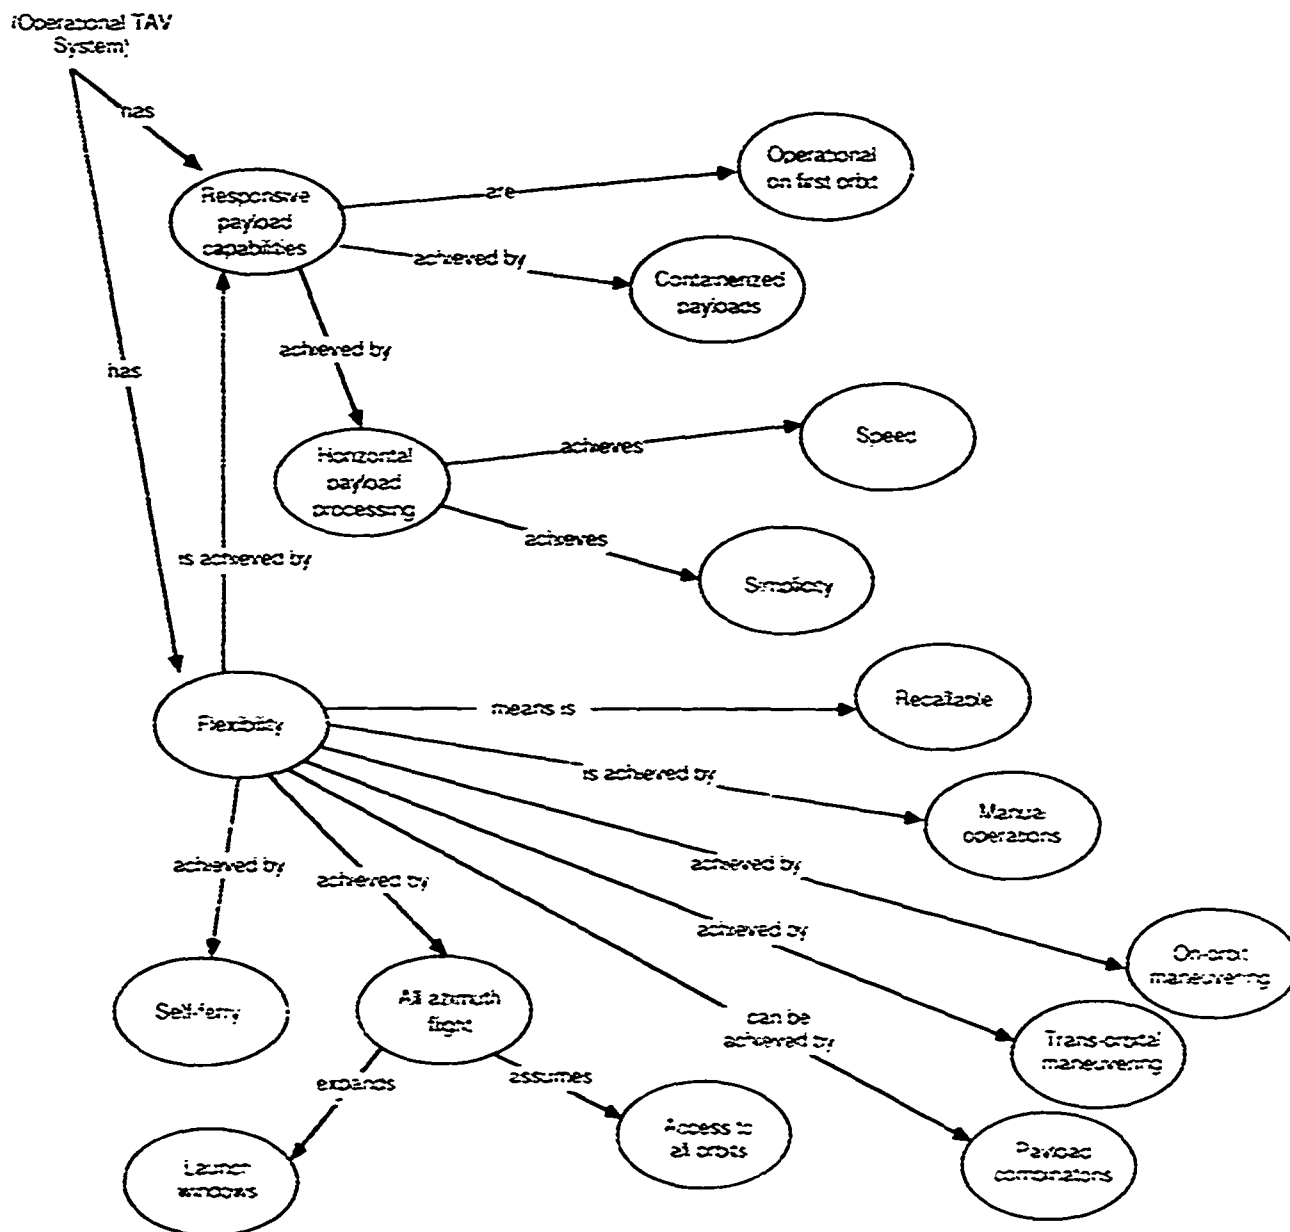 (Operational TAV
System)
has
Responsive
payload
capabilities
are
Operational
on first orbit
achieved by
Containerized
payloads
achieved by
has
Horizontal
payload
processing
achieves
Speed
achieves
Simplicity
is achieved by
Flexibility
means is
Recallable
is achieved by
Manual
operations
achieved by
achieved by
achieved by
On-orbit
maneuvering
achieved by
Trans-orbital
maneuvering
can be
achieved by
Payload
combinations
Self-ferry
All azimuth
flight
expands
assumes
Launch
windows
Access to
all orbits